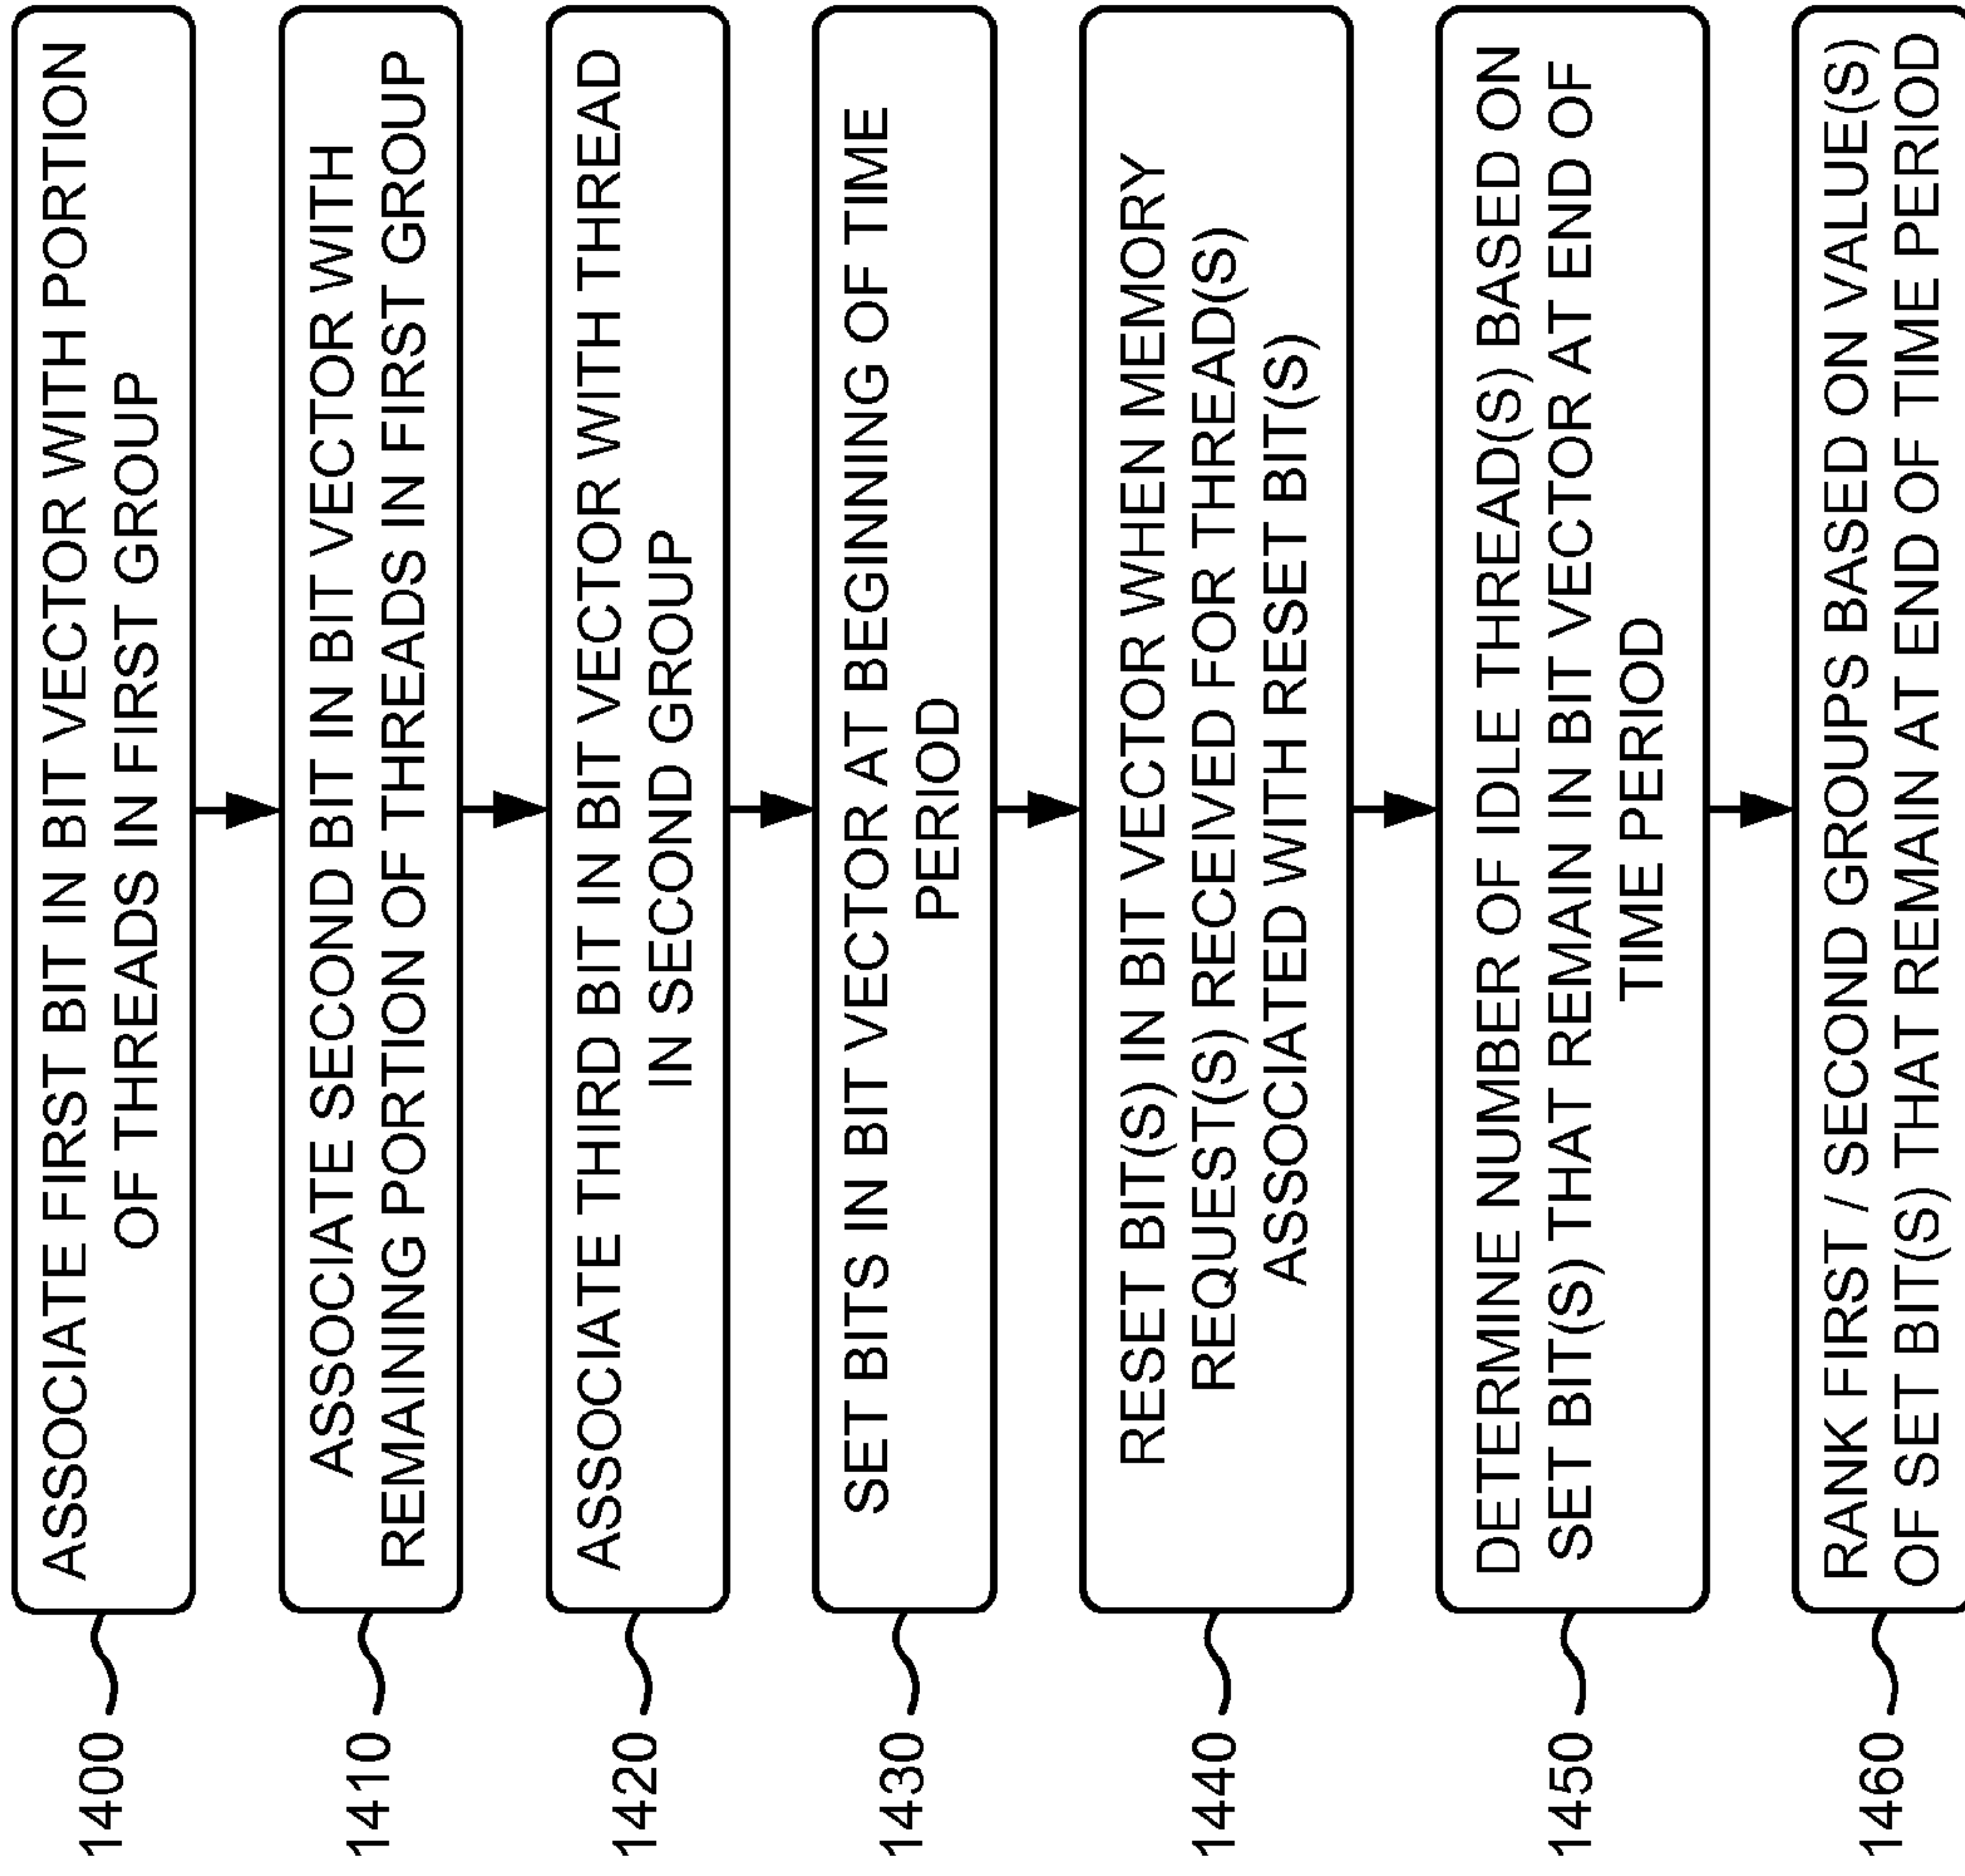 1400
ASSOCIATE FIRST BIT IN BIT VECTOR WITH PORTION
OF THREADS IN FIRST GROUP
1410
ASSOCIATE SECOND BIT IN BIT VECTOR WITH
REMAINING PORTION OF THREADS IN FIRST GROUP
1420
ASSOCIATE THIRD BIT IN BIT VECTOR WITH THREAD
IN SECOND GROUP
1430
SET BITS IN BIT VECTOR AT BEGINNING OF TIME
PERIOD
1440
RESET BIT(S) IN BIT VECTOR WHEN MEMORY
REQUEST(S) RECEIVED FOR THREAD(S)
ASSOCIATED WITH RESET BIT(S)
1450
DETERMINE NUMBER OF IDLE THREAD(S) BASED ON
SET BIT(S) THAT REMAIN IN BIT VECTOR AT END OF
TIME PERIOD
1460
RANK FIRST / SECOND GROUPS BASED ON VALUE(S)
OF SET BIT(S) THAT REMAIN AT END OF TIME PERIOD